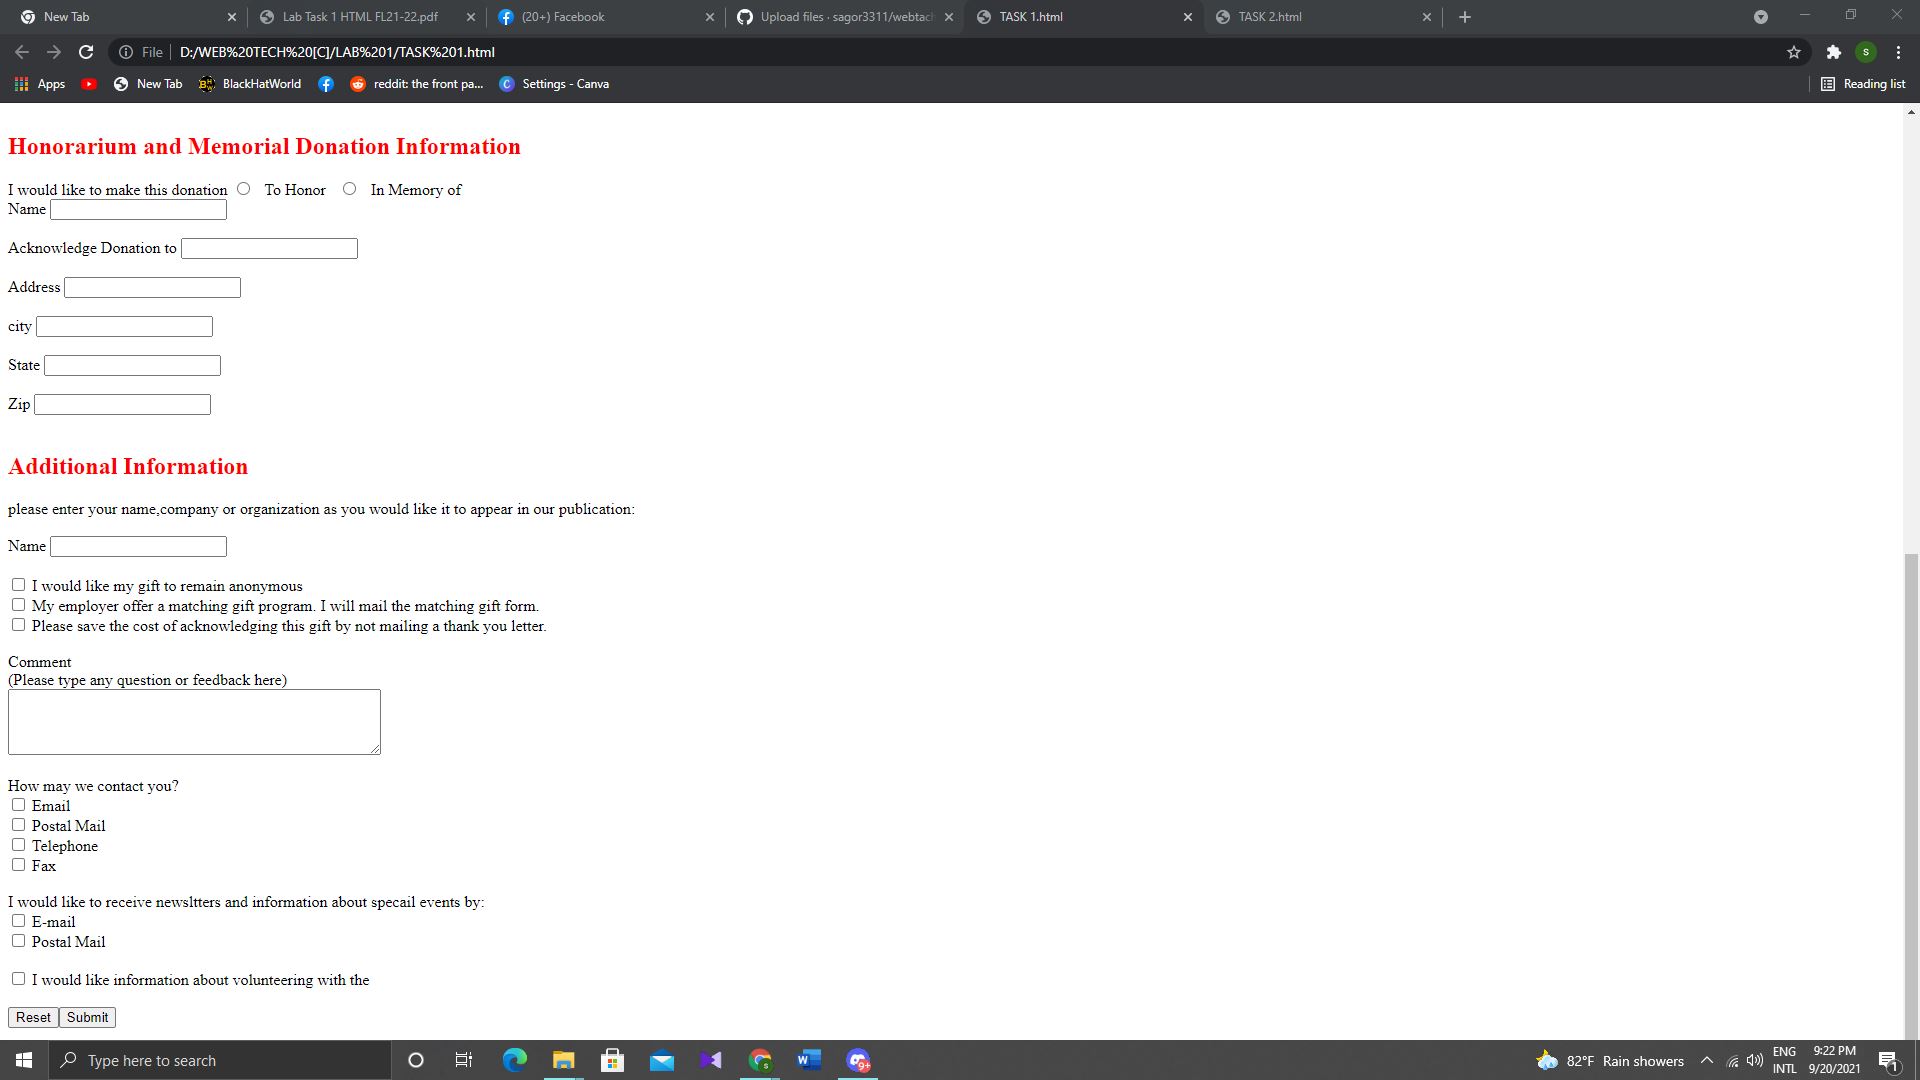 New Tab
Lab Task 1 HTML FL21-22.pdf
(20+) Facebook
Upload files · sagor3311/webtach
TASK 1.html
TASK 2.html
File
D:/WEB%20TECH%20[C]/LAB%201/TASK%201.html
S
Apps
New Tab
BlackHatWorld
reddit: the front pa...
Settings - Canva
Reading list
Honorarium and Memorial Donation Information
I would like to make this donation To Honor In Memory of
Name
Acknowledge Donation to
Address
city
State
Zip
Additional Information
please enter your name,company or organization as you would like it to appear in our publication:
Name
I would like my gift to remain anonymous
My employer offer a matching gift program. I will mail the matching gift form.
Please save the cost of acknowledging this gift by not mailing a thank you letter.
Comment
(Please type any question or feedback here)
How may we contact you?
Email
Postal Mail
Telephone
Fax
I would like to receive newsltters and information about specail events by:
E-mail
Postal Mail
I would like information about volunteering with the
Reset Submit
Type here to search
82°F Rain showers
ENG
INTL
9:22 PM
9/20/2021
1